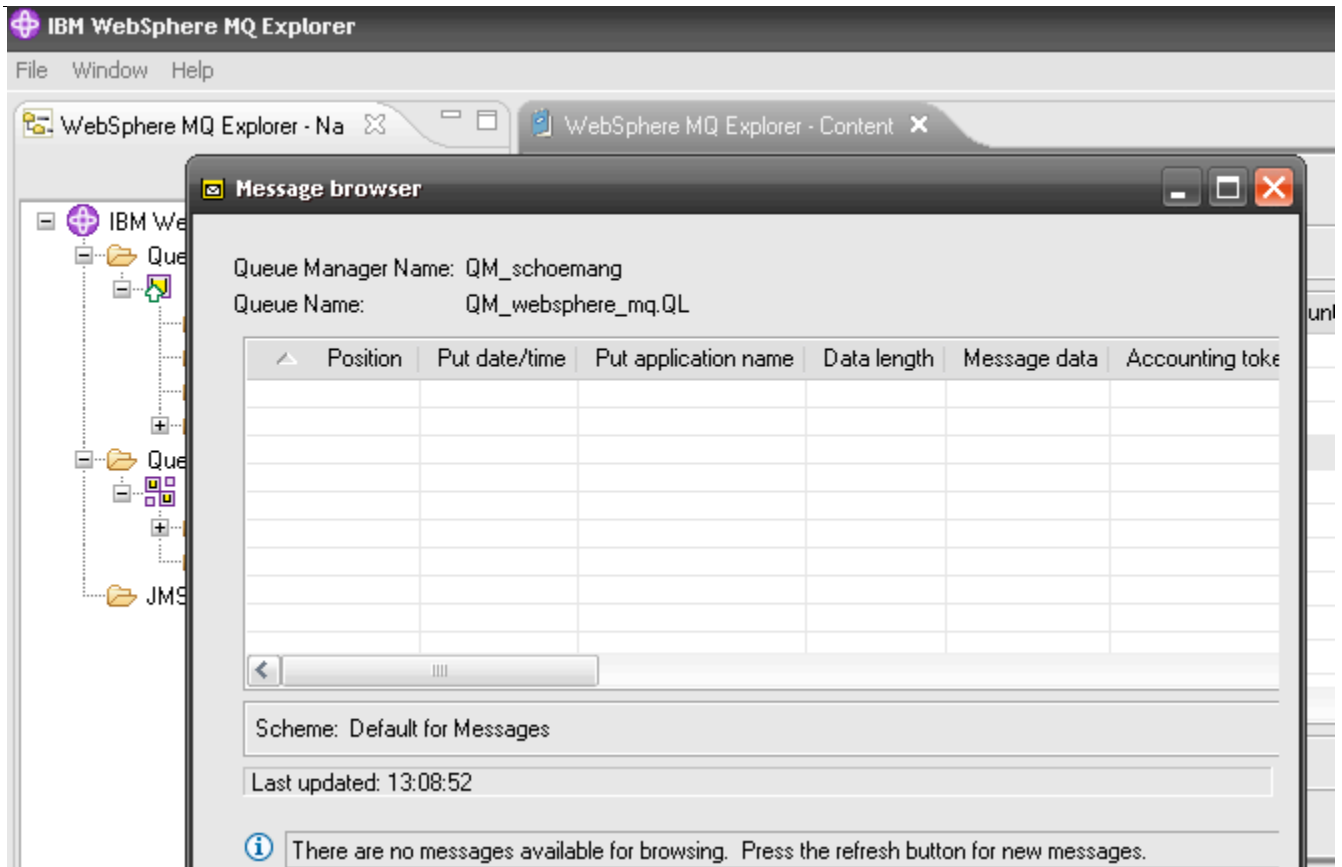 IBM WebSphere MQ Explorer
File Window Help
WebSphere MQ Explorer - Na
WebSphere MQ Explorer - Content
Message browser
IBM We
Que
Queue Manager Name: QM_schoemang
Queue Name: QM_websphere_mq.QL
Position Put date/time Put application name Data length Message data Accounting toke
Que
JMS
Scheme: Default for Messages
Last updated: 13:08:52
There are no messages available for browsing. Press the refresh button for new messages.